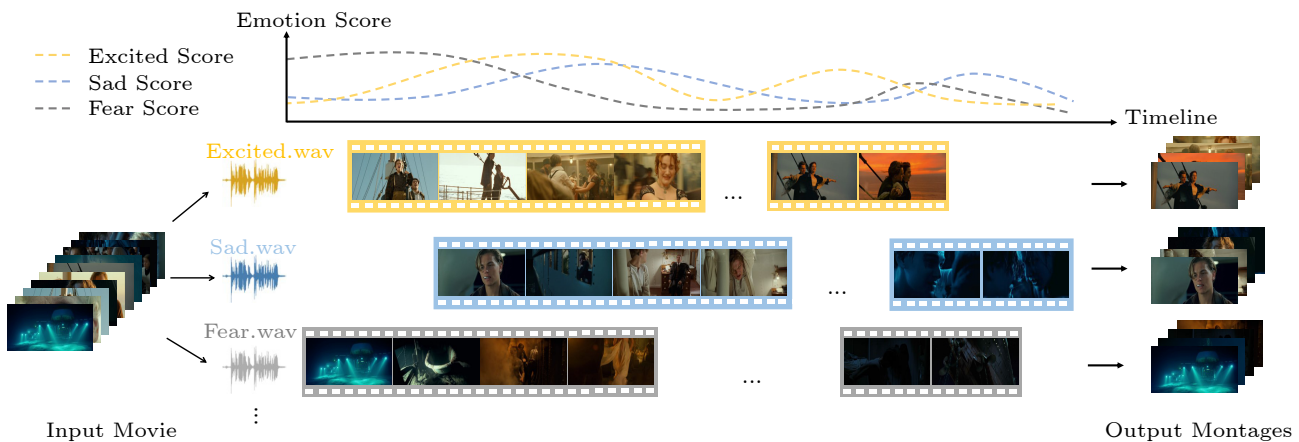 Emotion Score
Excited Score
Sad Score
Fear Score
Timeline
Excited.wav
...
Sad.wav
...
Fear.wav
...
...
Input Movie
Output Montages